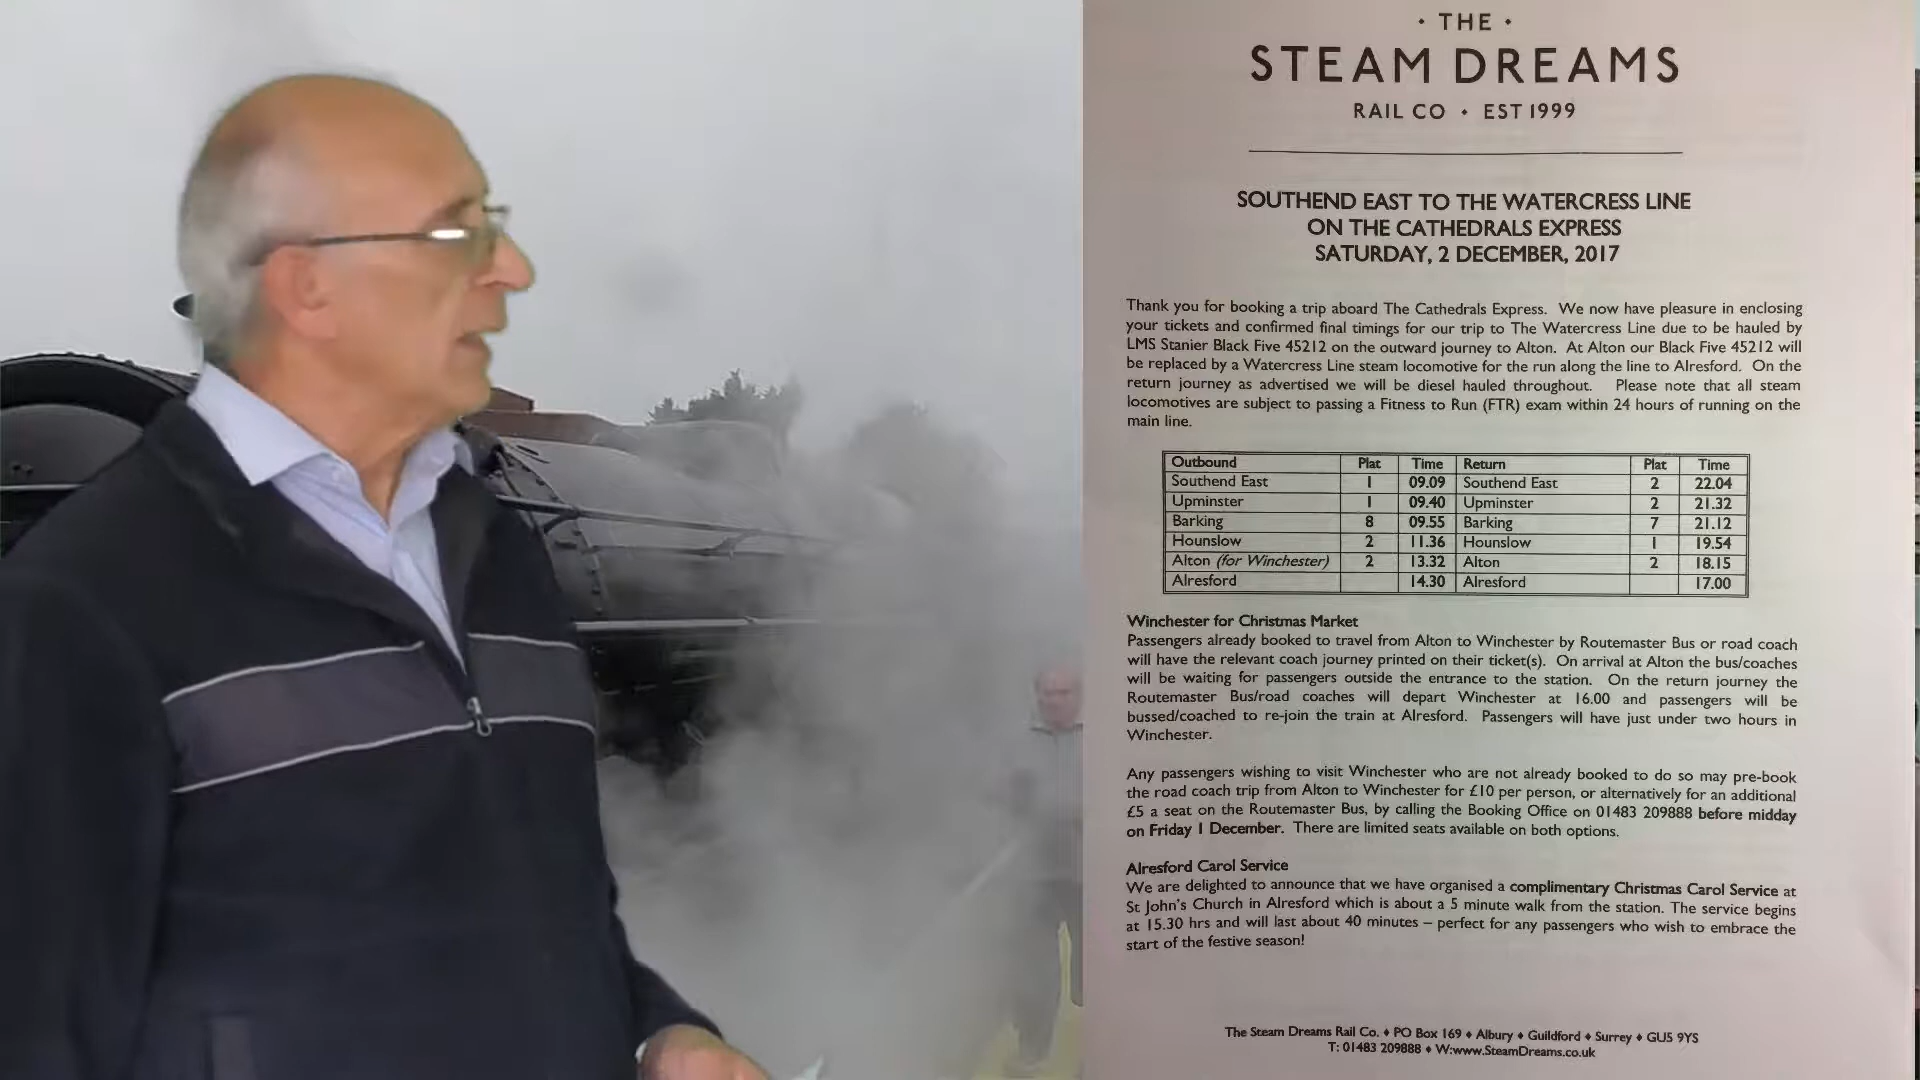 • THE •
STEAM DREAMS
RAIL CO • EST 1999
SOUTHEND EAST TO THE WATERCRESS LINE
ON THE CATHEDRALS EXPRESS
SATURDAY, 2 DECEMBER, 2017
Thank you for booking a trip aboard The Cathedrals Express. We now have pleasure in enclosing
your tickets and confirmed final timings for our trip to The Watercress Line due to be hauled by
LMS Stanier Black Five 45212 on the outward journey to Alton. At Alton our Black Five 45212 will
be replaced by a Watercress Line steam locomotive for the run along the line to Alresford. On the
return journey as advertised we will be diesel hauled throughout. Please note that all steam
locomotives are subject to passing a Fitness to Run (FTR) exam within 24 hours of running on the
main line.
Outbound Plat Time Return Plat Time
Southend East 1 09.09 Southend East 2 22.04
Upminster 1 09.40 Upminster 2 21.32
Barking 8 09.55 Barking 7 21.12
Hounslow 2 11.36 Hounslow 1 19.54
Alton (for Winchester) 2 13.32 Alton 2 18.15
Alresford 14.30 Alresford 17.00
Winchester for Christmas Market
Passengers already booked to travel from Alton to Winchester by Routemaster Bus or road coach
will have the relevant coach journey printed on their ticket(s). On arrival at Alton the bus/coaches
will be waiting for passengers outside the entrance to the station. On the return journey the
Routemaster Bus/road coaches will depart Winchester at 16.00 and passengers will be
bussed/coached to re-join the train at Alresford. Passengers will have just under two hours in
Winchester.
Any passengers wishing to visit Winchester who are not already booked to do so may pre-book
the road coach trip from Alton to Winchester for £10 per person, or alternatively for an additional
£5 a seat on the Routemaster Bus, by calling the Booking Office on 01483 209888 before midday
on Friday 1 December. There are limited seats available on both options.
Alresford Carol Service
We are delighted to announce that we have organised a complimentary Christmas Carol Service at
St John's Church in Alresford which is about a 5 minute walk from the station. The service begins
at 15.30 hrs and will last about 40 minutes – perfect for any passengers who wish to embrace the
start of the festive season!
The Steam Dreams Rail Co. ♦ PO Box 169 ♦ Albury ♦ Guildford ♦ Surrey ♦ GU5 9YS
T: 01483 209888 ♦ W:www.SteamDreams.co.uk